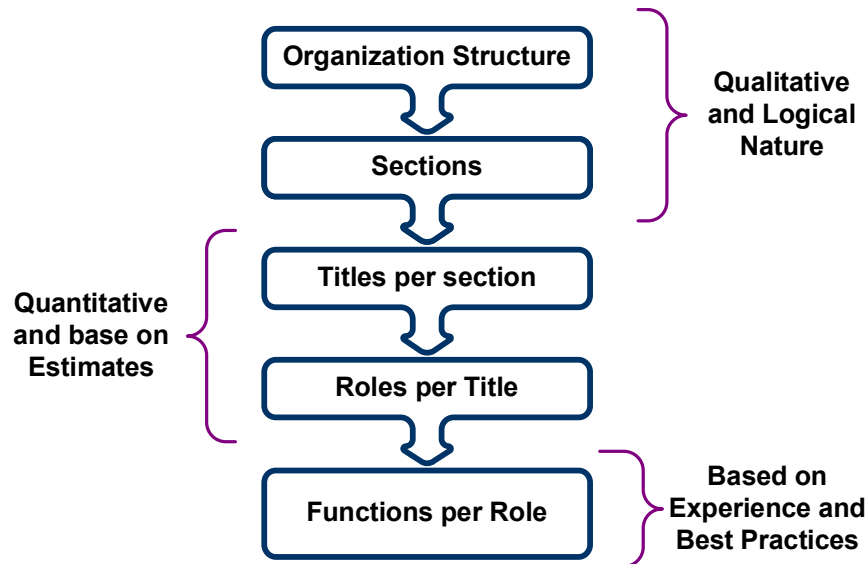 Organization Structure
Qualitative
and Logical
Nature
Sections
Titles per section
Quantitative
and base on
Estimates
Roles per Title
Functions per Role
Based on
Experience and
Best Practices